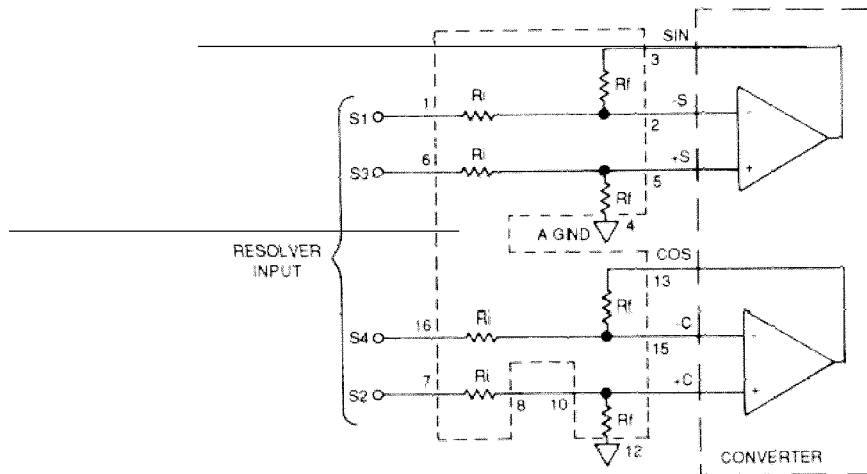 SIN
3
Rf
Ri
-S
S1
1
2
+S
S3
6
Ri
5
Rf
4
A GND
RESOLVER
INPUT
COS
13
Rf
Ri
-C
S4
16
15
+C
S2
7
Ri
8
10
Rf
12
CONVERTER